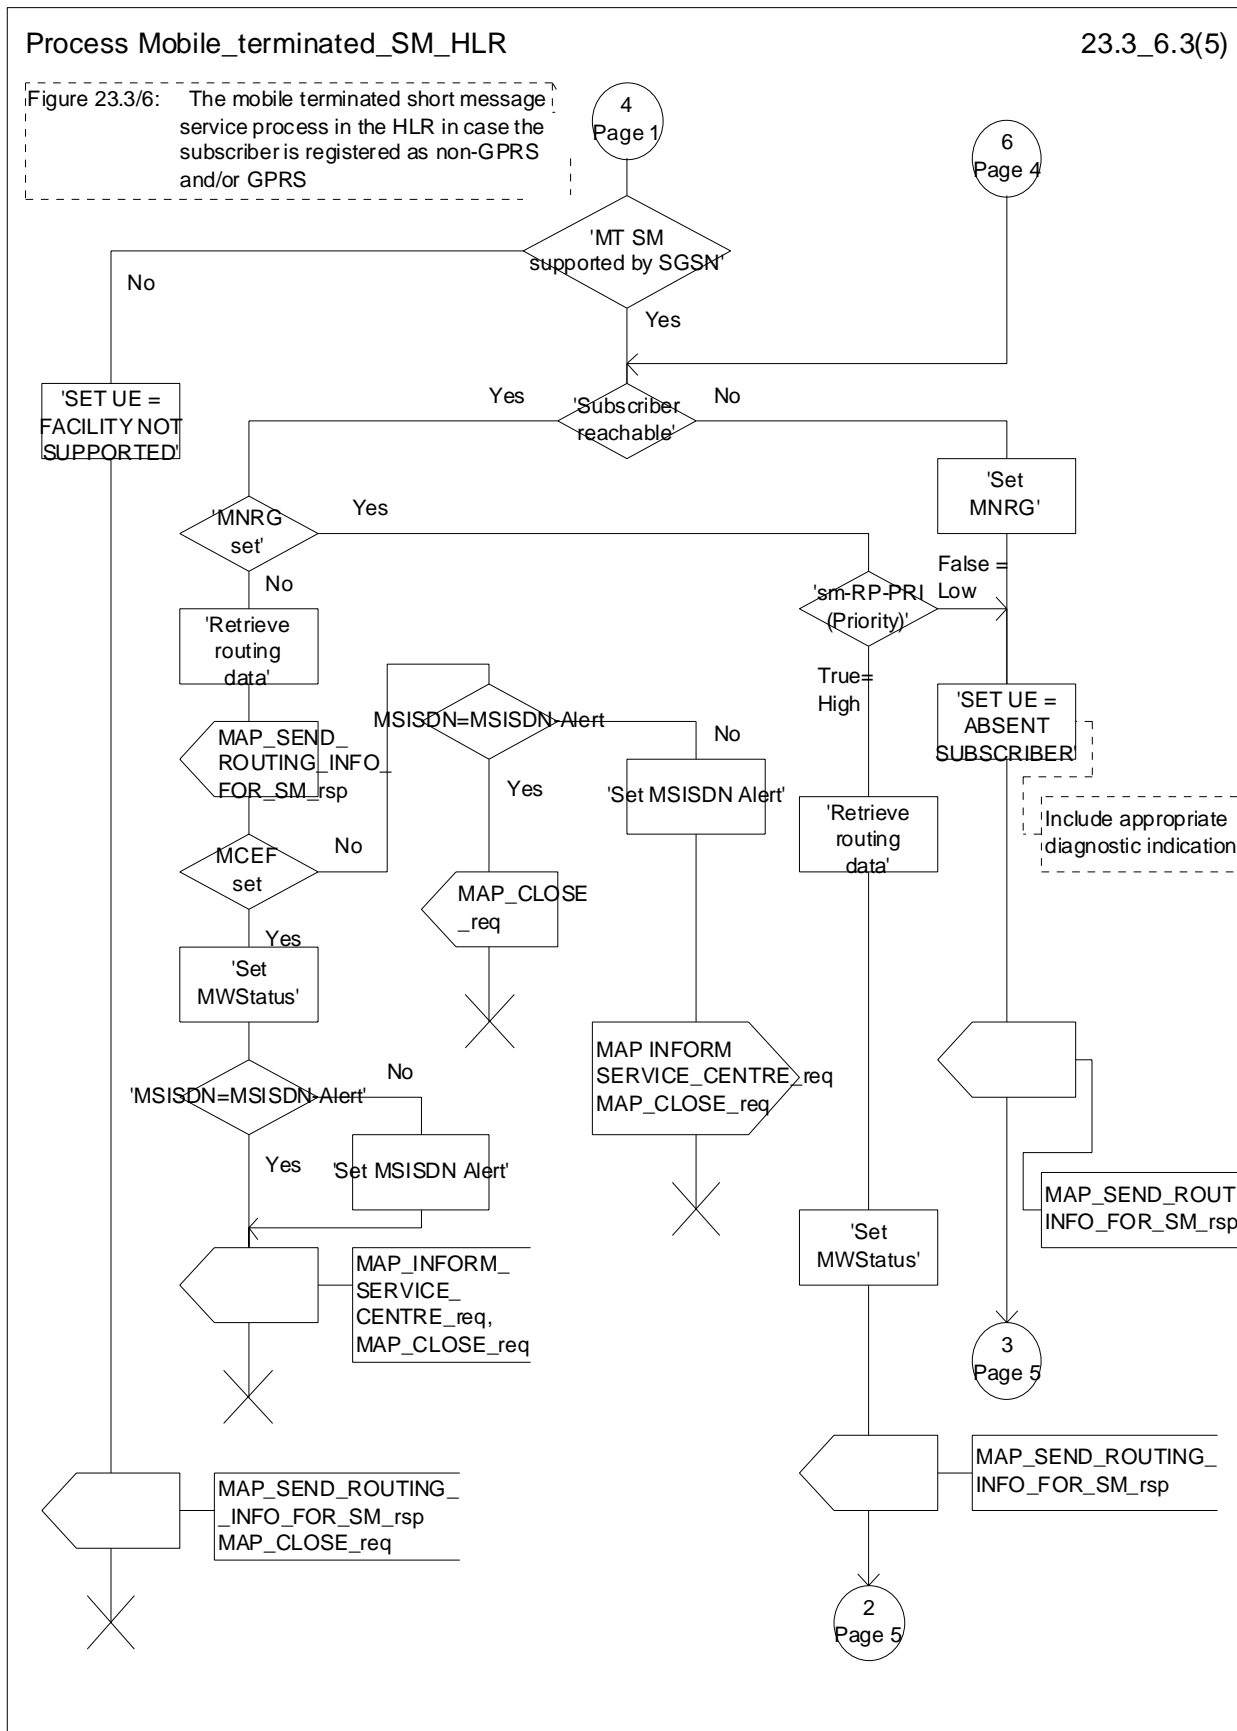 Process Mobile_terminated_SM_HLR
23.3_6.3(5)
Figure 23.3/6: The mobile terminated short message
service process in the HLR in case the
subscriber is registered as non-GPRS
and/or GPRS
4
Page 1
6
Page 4
'MT SM
supported by SGSN'
No
Yes
'SET UE =
FACILITY NOT
SUPPORTED'
Yes
'Subscriber
reachable'
No
'Set
MNRG'
'MNRG
set'
Yes
No
False =
Low
'sm-RP-PRI
(Priority)'
'Retrieve
routing
data'
True=
High
'SET UE =
ABSENT
SUBSCRIBER'
MSISDN=MSISDN-Alert
No
Yes
MAP_SEND_
ROUTING_INFO_
FOR_SM_rsp
'Set MSISDN Alert'
'Retrieve
routing
data'
Include appropriate
diagnostic indication
MCEF
set
No
Yes
MAP_CLOSE
_req
'Set
MWStatus'
MAP INFORM
SERVICE_CENTRE_req
MAP_CLOSE_req
'MSISDN=MSISDN-Alert'
No
Yes
'Set MSISDN Alert'
MAP_SEND_ROUT
INFO_FOR_SM_rsp
'Set
MWStatus'
MAP_INFORM_
SERVICE_
CENTRE_req,
MAP_CLOSE_req
3
Page 5
MAP_SEND_ROUTING_
INFO_FOR_SM_rsp
MAP_SEND_ROUTING_
_INFO_FOR_SM_rsp
MAP_CLOSE_req
2
Page 5